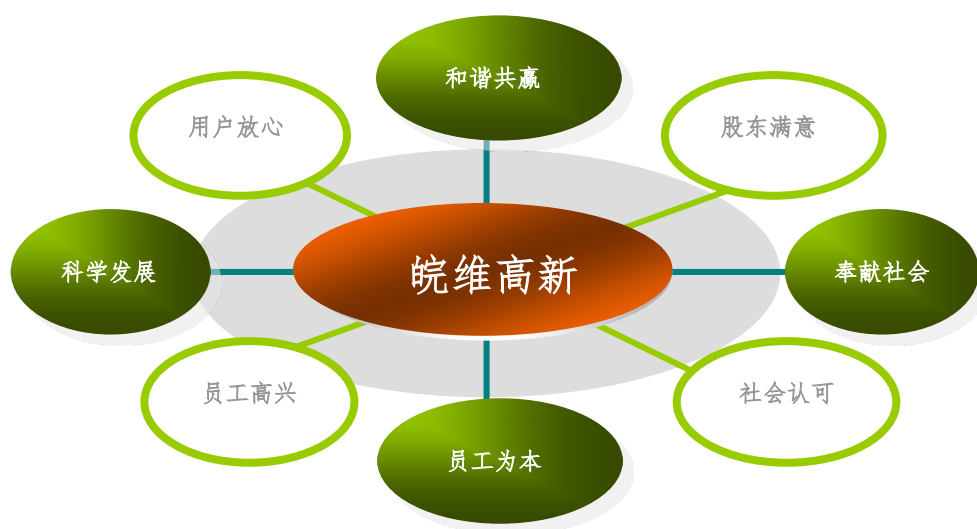 和谐共赢
用户放心
股东满意
科学发展
皖维高新
奉献社会
员工高兴
社会认可
员工为本